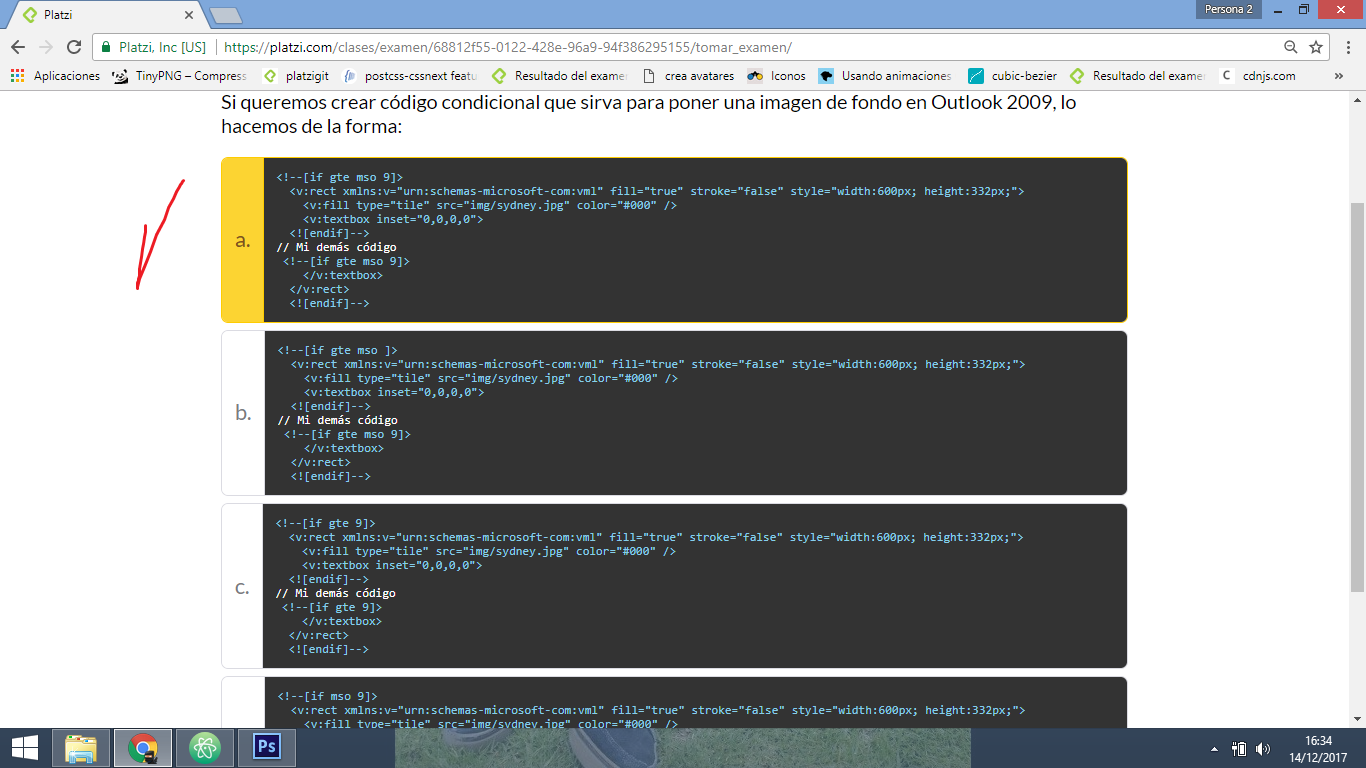 Platzi
Persona 2
Platzi, Inc [US]
https://platzi.com/clases/examen/68812f55-0122-428e-96a9-94f386295155/tomar_examen/
Aplicaciones
TinyPNG – Compress
platzigit
postcss-cssnext featu
Resultado del examen
crea avatares
Iconos
Usando animaciones
cubic-bezier
Resultado del examen
C
cdnjs.com
»
Si queremos crear código condicional que sirva para poner una imagen de fondo en Outlook 2009, lo
hacemos de la forma:
a.
<!--[if gte mso 9]>
<v:rect xmlns:v="urn:schemas-microsoft-com:vml" fill="true" stroke="false" style="width:600px; height:332px;">
<v:fill type="tile" src="img/sydney.jpg" color="#000" />
<v:textbox inset="0,0,0,0">
<![endif]-->
// Mi demás código
<!--[if gte mso 9]>
</v:textbox>
</v:rect>
<![endif]-->
b.
<!--[if gte mso ]>
<v:rect xmlns:v="urn:schemas-microsoft-com:vml" fill="true" stroke="false" style="width:600px; height:332px;">
<v:fill type="tile" src="img/sydney.jpg" color="#000" />
<v:textbox inset="0,0,0,0">
<![endif]-->
// Mi demás código
<!--[if gte mso 9]>
</v:textbox>
</v:rect>
<![endif]-->
c.
<!--[if gte 9]>
<v:rect xmlns:v="urn:schemas-microsoft-com:vml" fill="true" stroke="false" style="width:600px; height:332px;">
<v:fill type="tile" src="img/sydney.jpg" color="#000" />
<v:textbox inset="0,0,0,0">
<![endif]-->
// Mi demás código
<!--[if gte 9]>
</v:textbox>
</v:rect>
<![endif]-->
<!--[if mso 9]>
<v:rect xmlns:v="urn:schemas-microsoft-com:vml" fill="true" stroke="false" style="width:600px; height:332px;">
<v:fill type="tile" src="img/sydney.jpg" color="#000" />
Ps
16:34
14/12/2017